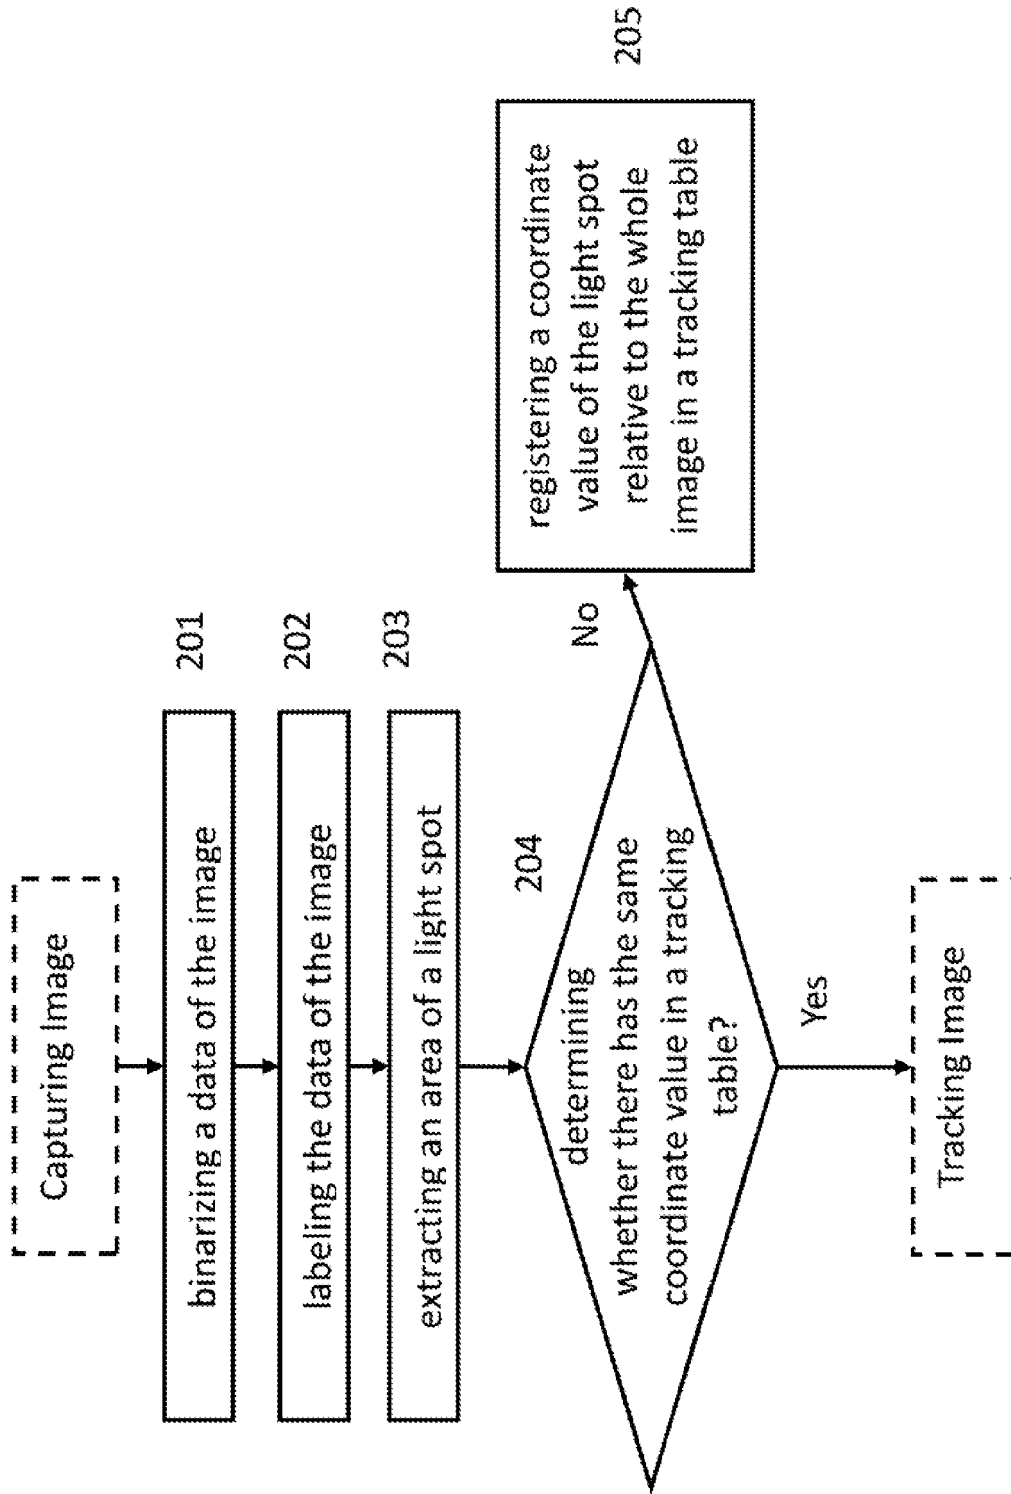 Capturing Image
201
binarizing a data of the image
202
labeling the data of the image
203
extracting an area of a light spot
204
determining
whether there has the same
coordinate value in a tracking
table?
No
205
registering a coordinate
value of the light spot
relative to the whole
image in a tracking table
Yes
Tracking Image